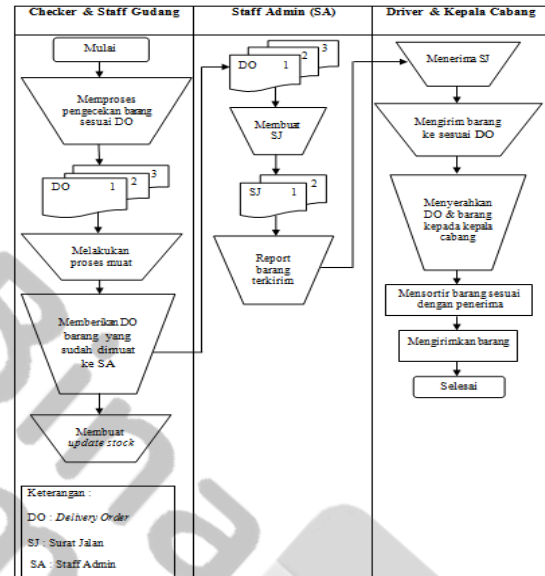 Checker & Staff Gudang
Mulai
Memproses
pengecekan barang
sesuai DO
DO 1 2 3
Melakukan
proses muat
Memberikan DO
barang yang
sudah dimuat
ke SA
Membuat
update stock
Keterangan :
DO : Delivery Order
SJ : Surat Jalan
SA : Staff Admin
Staff Admin (SA)
DO 1 2 3
Membuat
SJ
SJ 1 2
Report
barang
terkirim
Driver & Kepala Cabang
Menerima SJ
Mengirim barang
ke sesuai DO
Menyerahkan
DO & barang
kepada kepala
cabang
Mensortir barang sesuai
dengan penerima
Mengirimkan barang
Selesai